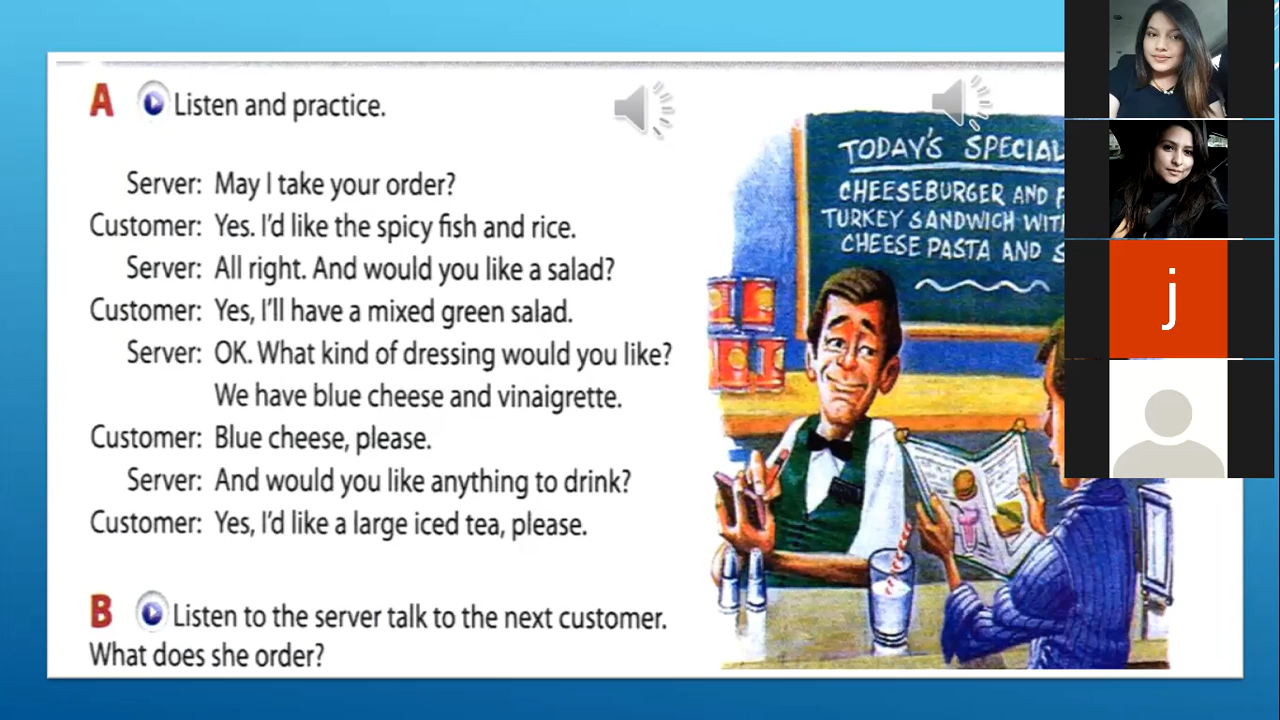 A Listen and practice.
Server: May I take your order?
Customer: Yes. I'd like the spicy fish and rice.
Server: All right. And would you like a salad?
Customer: Yes, I'll have a mixed green salad.
Server: OK. What kind of dressing would you like?
We have blue cheese and vinaigrette.
Customer: Blue cheese, please.
Server: And would you like anything to drink?
Customer: Yes, I'd like a large iced tea, please.
B Listen to the server talk to the next customer.
What does she order?
TODAY'S SPECIAL
CHEESEBURGER AND
TURKEY SANDWICH WITH
CHEESE PASTA AND
j